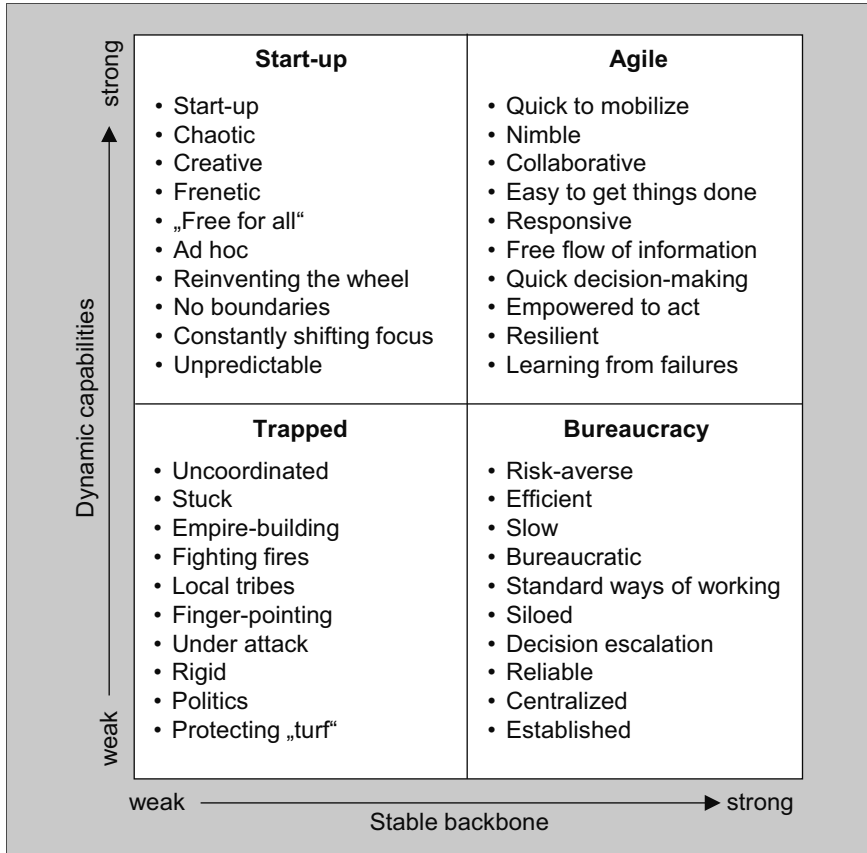 Start-up
• Start-up
• Chaotic
• Creative
• Frenetic
• „Free for all“
• Ad hoc
• Reinventing the wheel
• No boundaries
• Constantly shifting focus
• Unpredictable
Agile
• Quick to mobilize
• Nimble
• Collaborative
• Easy to get things done
• Responsive
• Free flow of information
• Quick decision-making
• Empowered to act
• Resilient
• Learning from failures
Trapped
• Uncoordinated
• Stuck
• Empire-building
• Fighting fires
• Local tribes
• Finger-pointing
• Under attack
• Rigid
• Politics
• Protecting „turf“
Bureaucracy
• Risk-averse
• Efficient
• Slow
• Bureaucratic
• Standard ways of working
• Siloed
• Decision escalation
• Reliable
• Centralized
• Established
strong
Dynamic capabilities
weak
weak
strong
Stable backbone